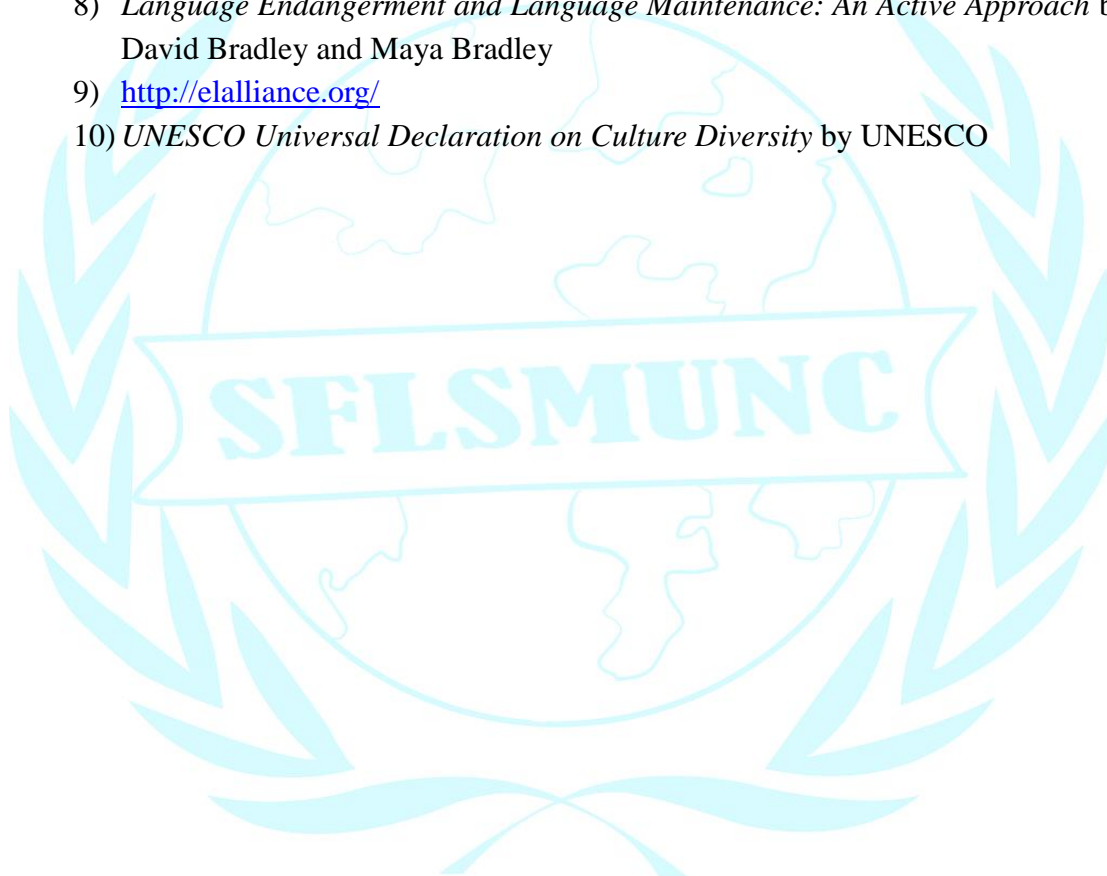 8) Language Endangerment and Language Maintenance: An Active Approach
David Bradley and Maya Bradley
9) http://elalliance.org/
10) UNESCO Universal Declaration on Culture Diversity by UNESCO
SFLSMUNC